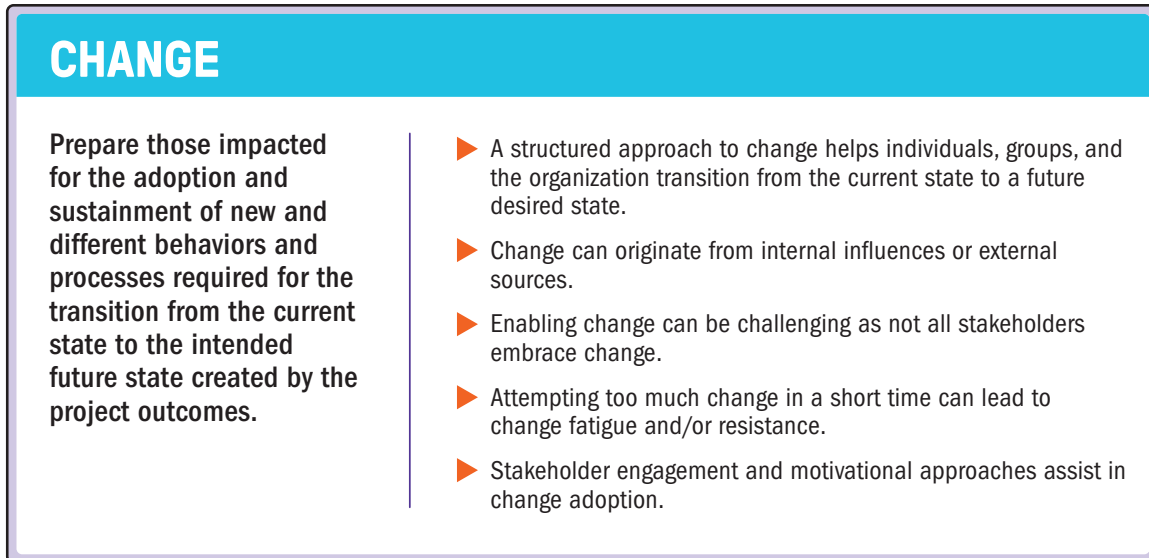 CHANGE
Prepare those impacted
for the adoption and
sustainment of new and
different behaviors and
processes required for the
transition from the current
state to the intended
future state created by the
project outcomes.
A structured approach to change helps individuals, groups, and
the organization transition from the current state to a future
desired state.
Change can originate from internal influences or external
sources.
Enabling change can be challenging as not all stakeholders
embrace change.
Attempting too much change in a short time can lead to
change fatigue and/or resistance.
Stakeholder engagement and motivational approaches assist in
change adoption.